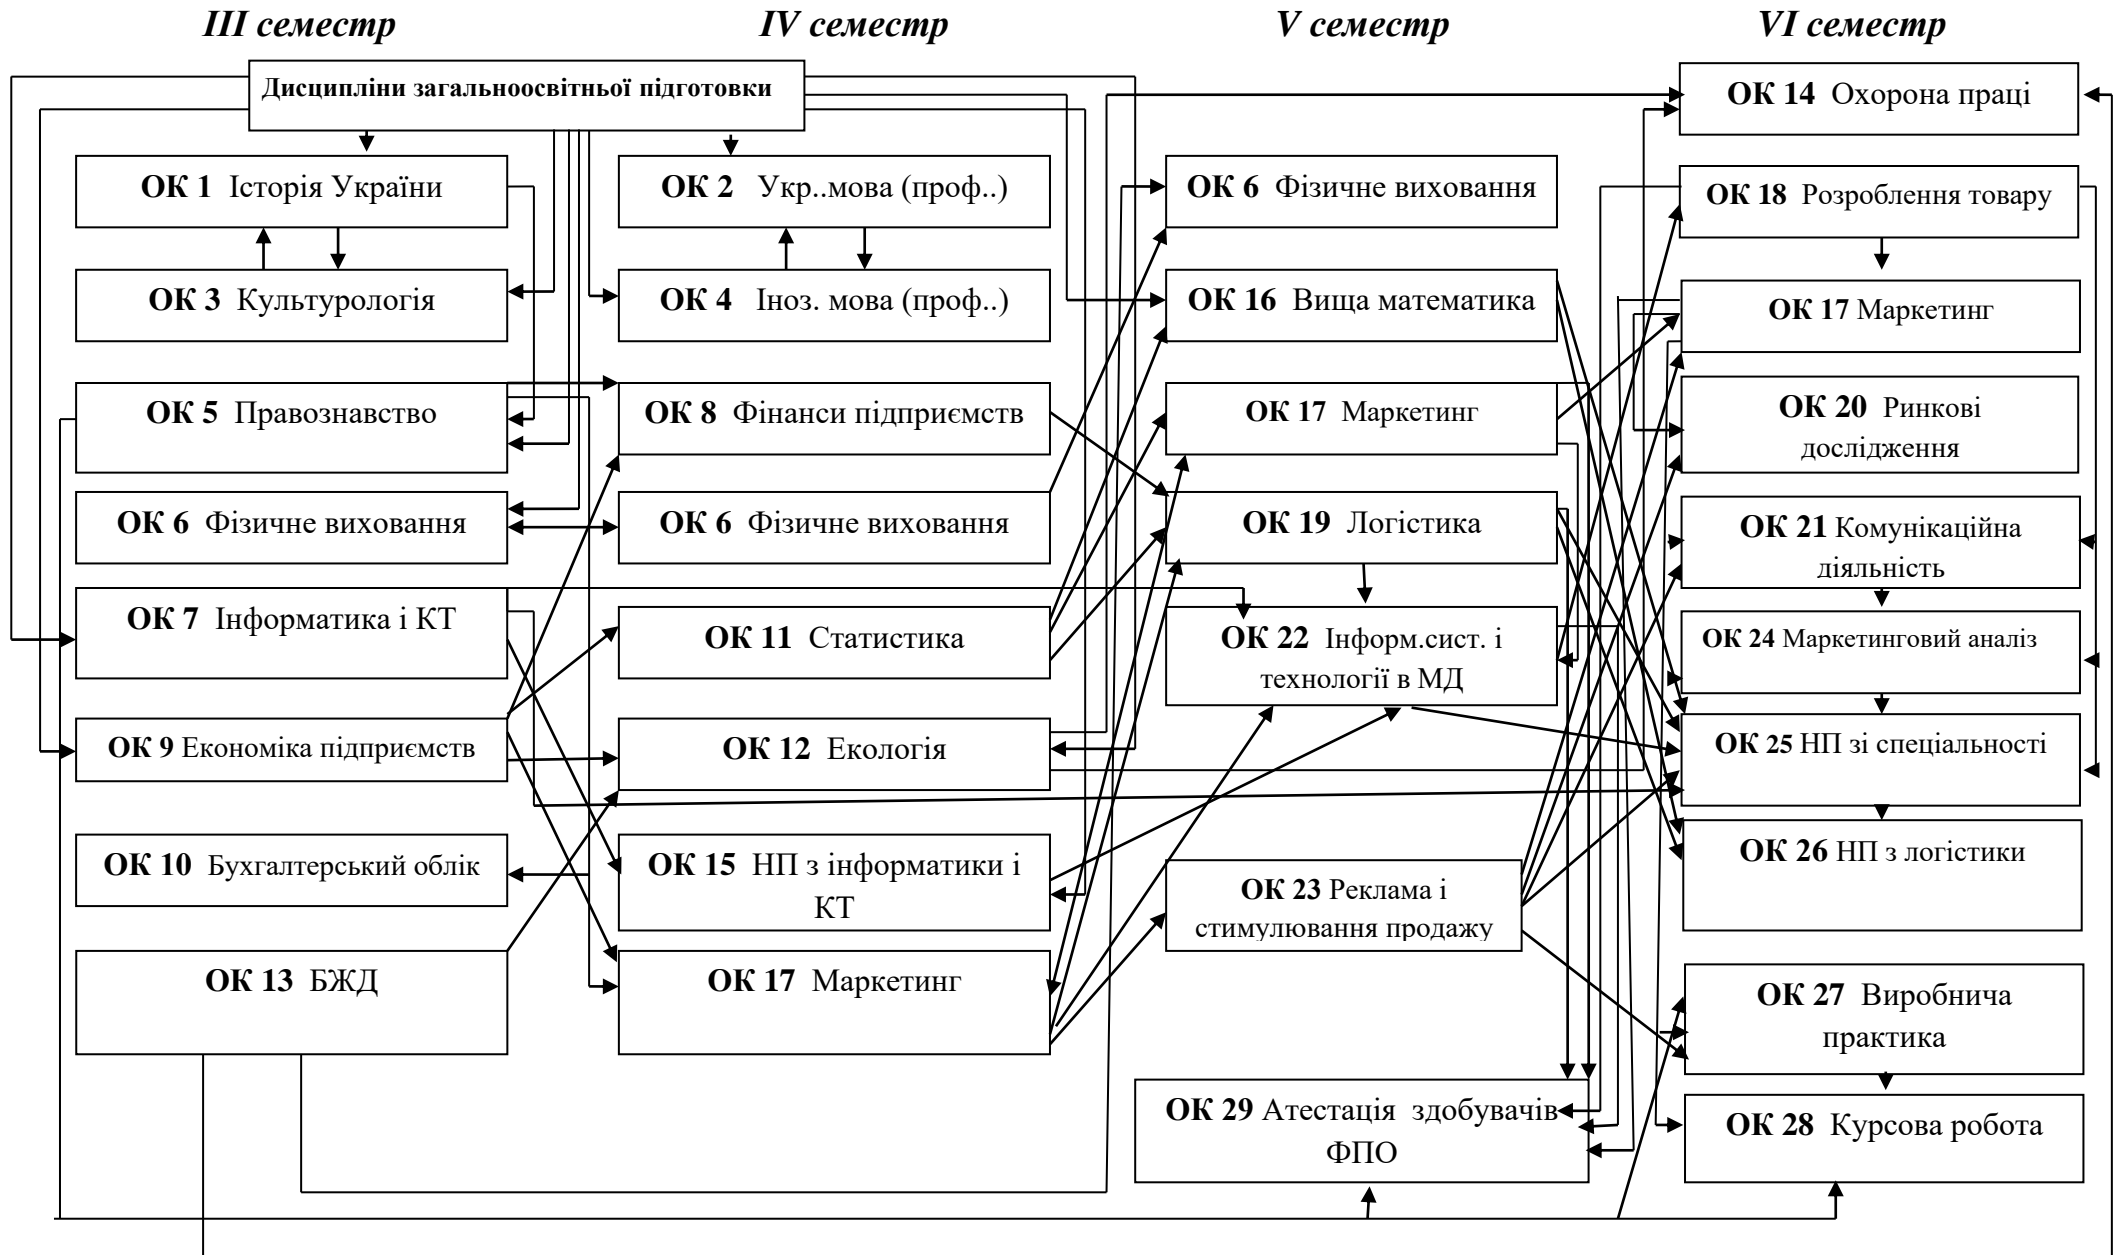 III семестр
IV семестр
V семестр
VI семестр
Дисципліни загальноосвітньої підготовки
ОК 1 Історія України
ОК 3 Культурологія
ОК 5 Правознавство
ОК 6 Фізичне виховання
ОК 7 Інформатика і КТ
ОК 9 Економіка підприємств
ОК 10 Бухгалтерський облік
ОК 13 БЖД
ОК 2 Укр..мова (проф..)
ОК 4 Іноз. мова (проф..)
ОК 8 Фінанси підприємств
ОК 6 Фізичне виховання
ОК 11 Статистика
ОК 12 Екологія
ОК 15 НП з інформатики і
КТ
ОК 17 Маркетинг
ОК 6 Фізичне виховання
ОК 16 Вища математика
ОК 17 Маркетинг
ОК 19 Логістика
ОК 22 Інформ.сист. і
технології в МД
ОК 23 Реклама і
стимулювання продажу
ОК 29 Атестація здобувачів
ФПО
ОК 14 Охорона праці
ОК 18 Розроблення товару
ОК 17 Маркетинг
ОК 20 Ринкові
дослідження
ОК 21 Комунікаційна
діяльність
ОК 24 Маркетинговий аналіз
ОК 25 НП зі спеціальності
ОК 26 НП з логістики
ОК 27 Виробнича
практика
ОК 28 Курсова робота